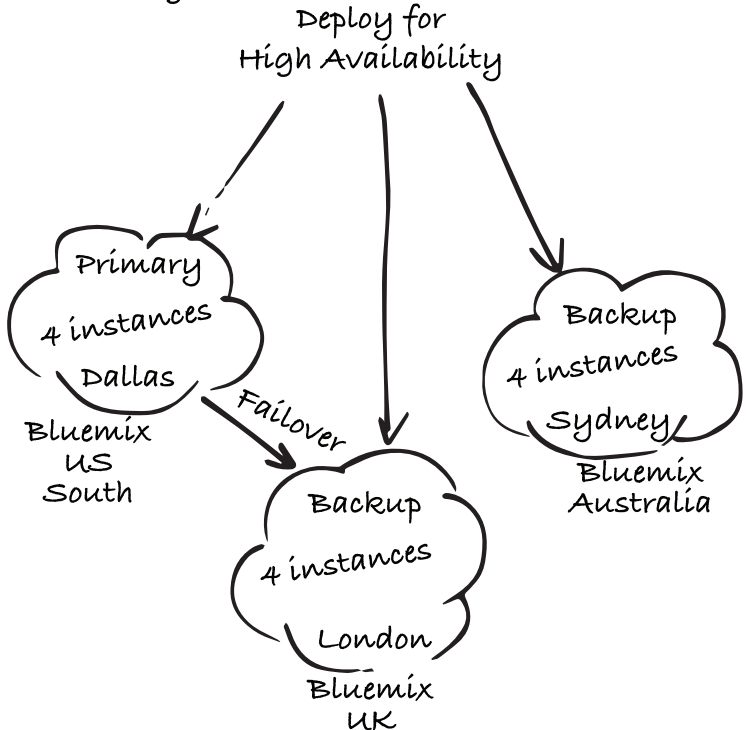 Deploy for
High Availability
Primary
4 instances
Dallas
Bluemix
US
South
Failover
Backup
4 instances
London
Bluemix
UK
Backup
4 instances
Sydney
Bluemix
Australia